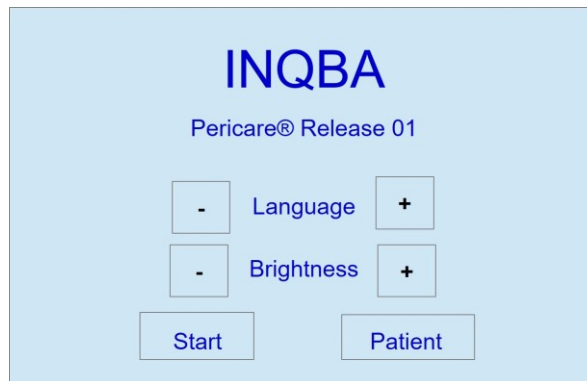 INQBA
Pericare® Release 01
- Language +
- Brightness +
Start Patient